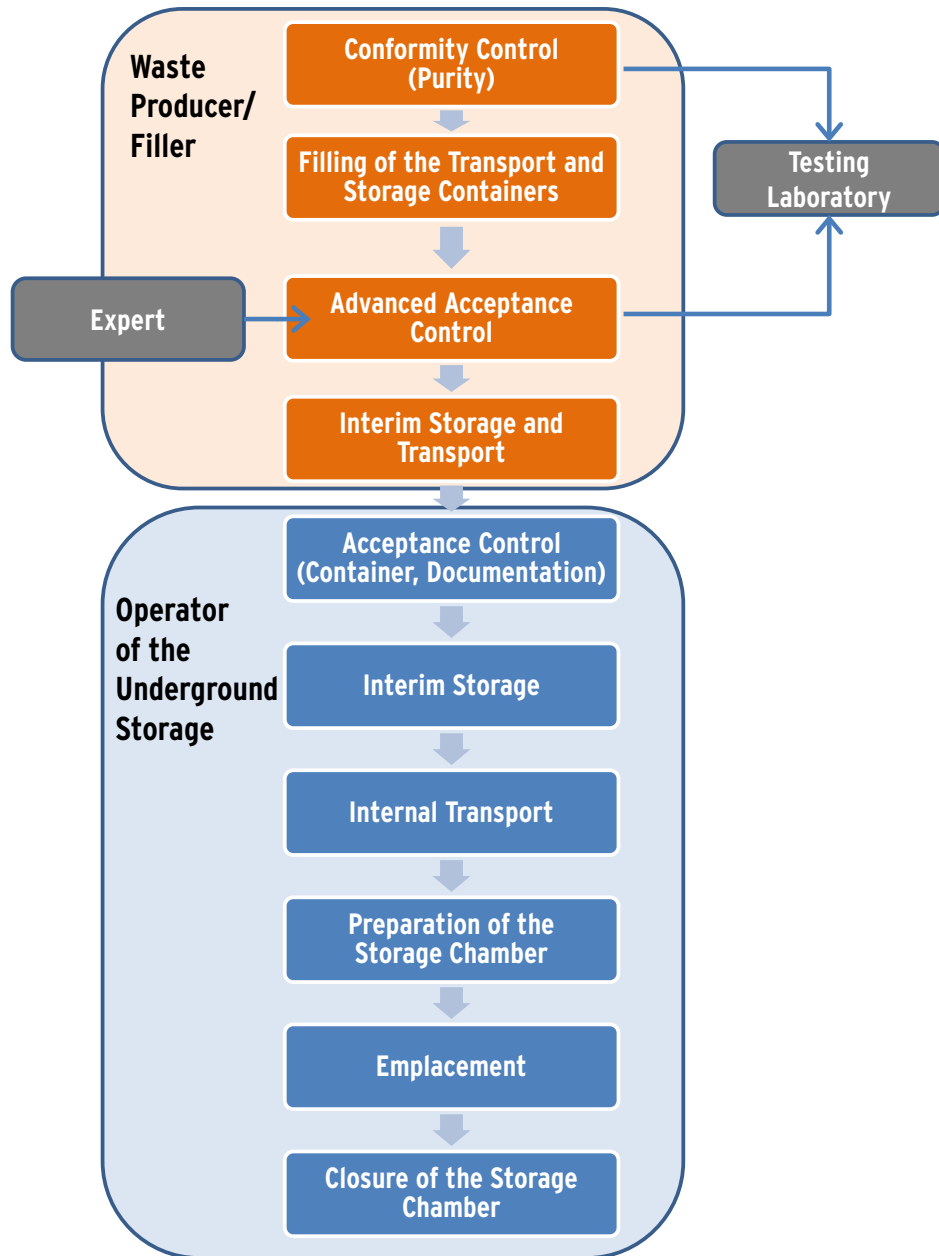 Waste
Producer/
Filler
Conformity Control
(Purity)
Filling of the Transport and
Storage Containers
Testing
Laboratory
Expert
Advanced Acceptance
Control
Interim Storage and
Transport
Operator
of the
Underground
Storage
Acceptance Control
(Container, Documentation)
Interim Storage
Internal Transport
Preparation of the
Storage Chamber
Emplacement
Closure of the Storage
Chamber